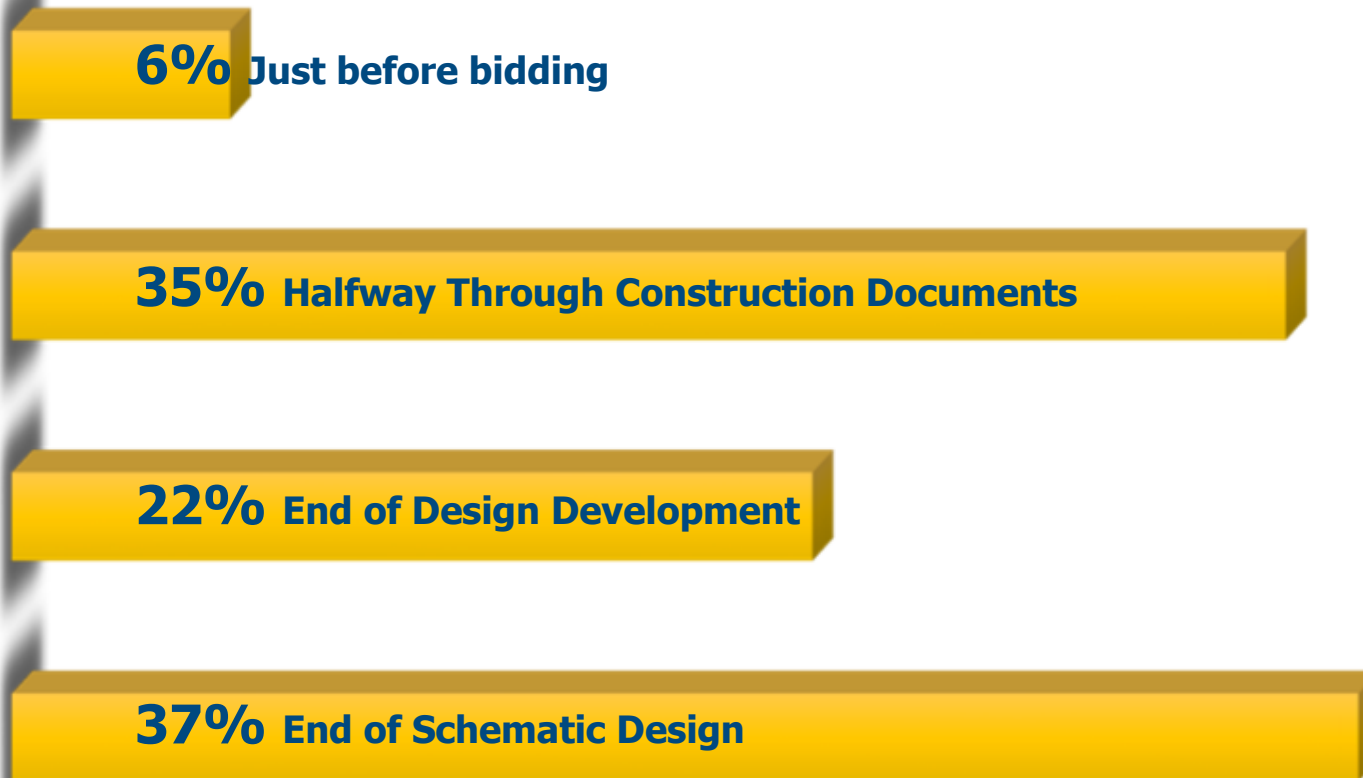 6% Just before bidding
35% Halfway Through Construction Documents
22% End of Design Development
37% End of Schematic Design